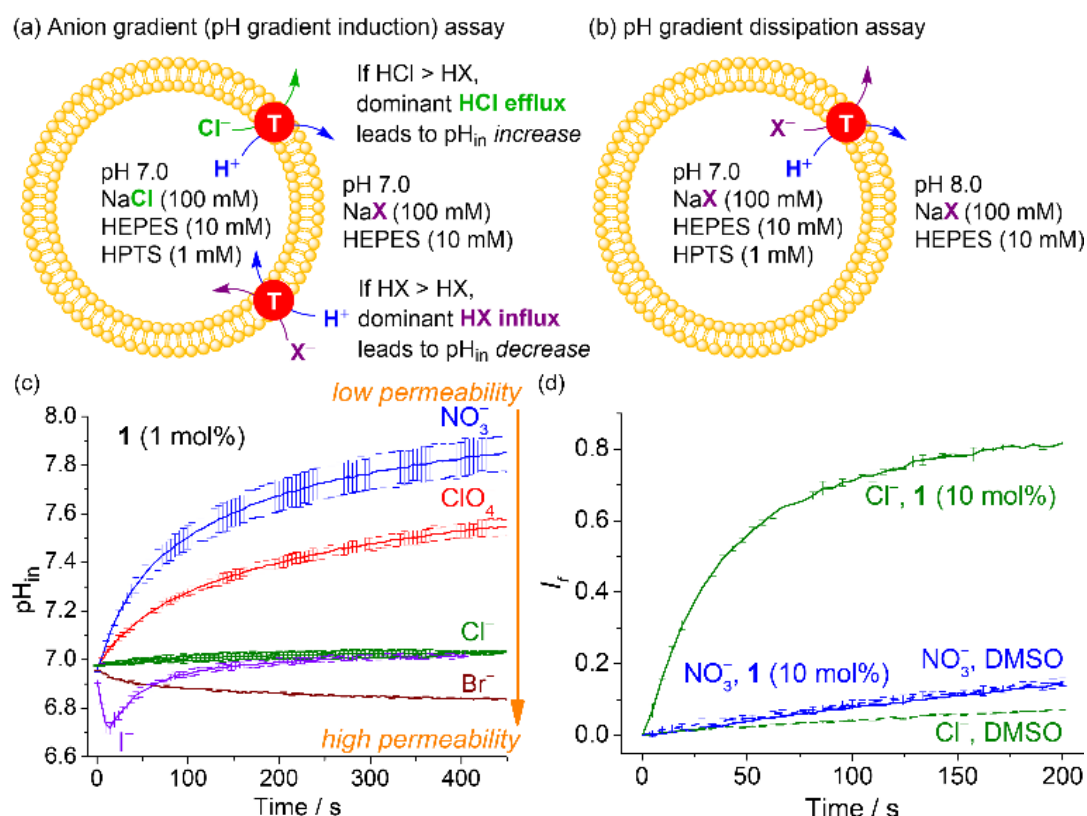 (a) Anion gradient (pH gradient induction) assay
If HCl > HX,
dominant HCl efflux
leads to pHin increase
Cl⁻
T
H⁺
pH 7.0
NaCl (100 mM)
HEPES (10 mM)
HPTS (1 mM)
pH 7.0
NaX (100 mM)
HEPES (10 mM)
T
H⁺
X⁻
If HX > HX,
dominant HX influx
leads to pHin decrease
(b) pH gradient dissipation assay
X⁻
T
H⁺
pH 7.0
NaX (100 mM)
HEPES (10 mM)
HPTS (1 mM)
pH 8.0
NaX (100 mM)
HEPES (10 mM)
(c)
low permeability
1 (1 mol%)
NO₃⁻
ClO₄⁻
Cl⁻
Br⁻
I⁻
high permeability
pHin
8.0
7.8
7.6
7.4
7.2
7.0
6.8
6.6
0
100
200
300
400
Time / s
(d)
Cl⁻, 1 (10 mol%)
NO₃⁻, 1 (10 mol%)
NO₃⁻, DMSO
Cl⁻, DMSO
If
0.8
0.6
0.4
0.2
0.0
0
50
100
150
200
Time / s